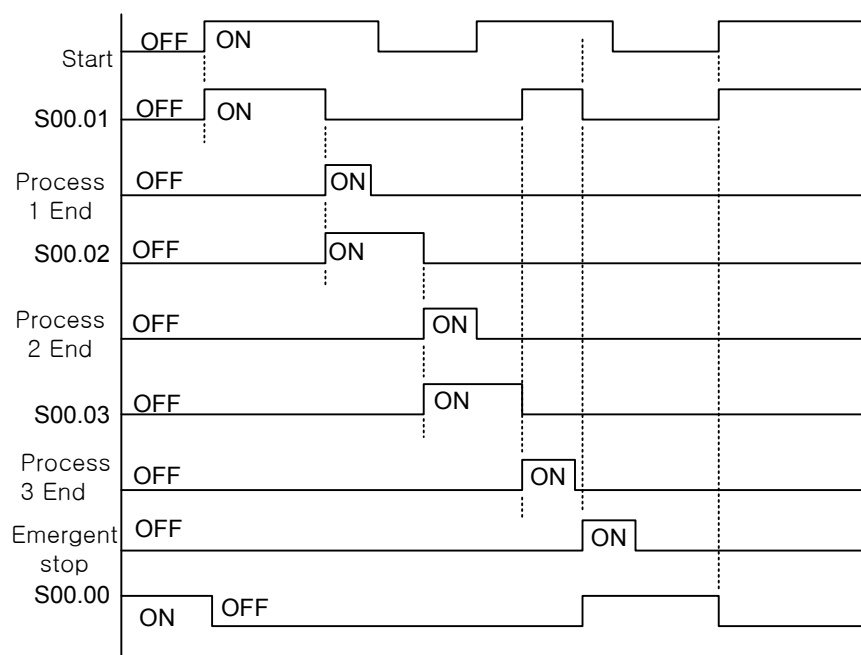 Start OFF ON
S00.01 OFF ON
Process
1 End OFF ON
S00.02 OFF ON
Process
2 End OFF ON
S00.03 OFF ON
Process
3 End OFF ON
Emergent
stop OFF ON
S00.00 ON OFF